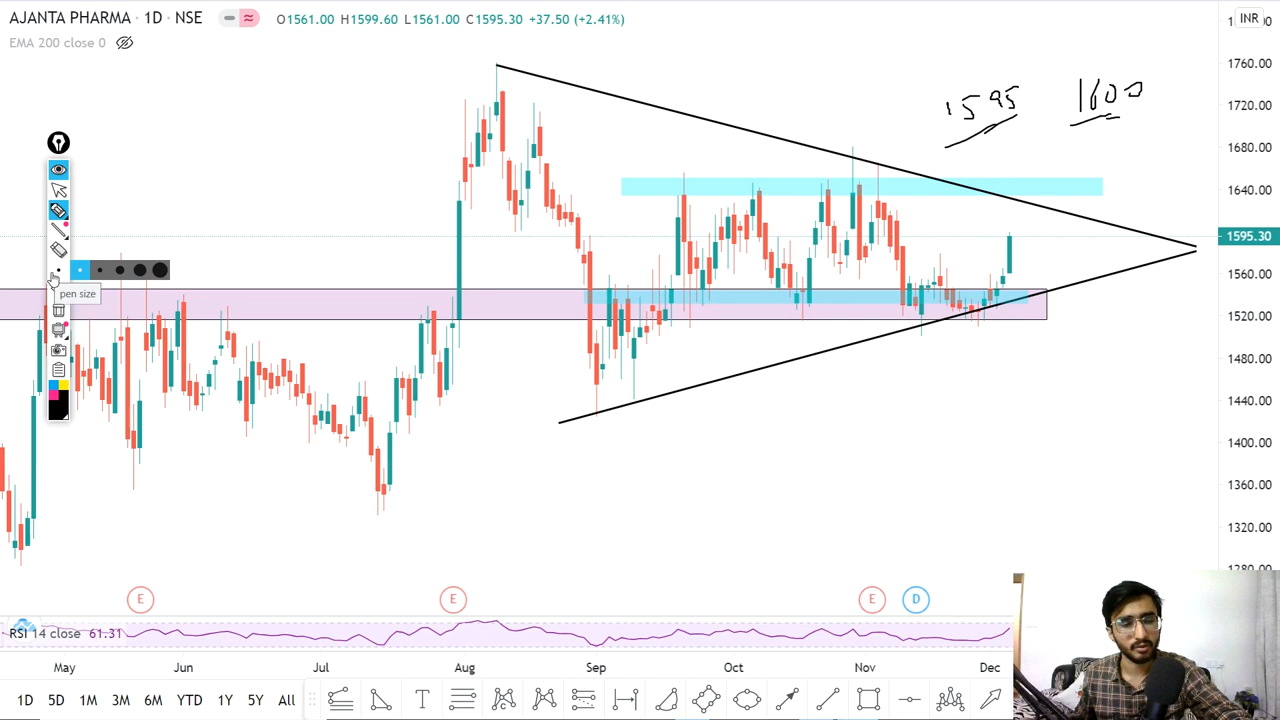 AJANTA PHARMA · 1D · NSE O1561.00 H1599.60 L1561.00 C1595.30 +37.50 (+2.41%)
INR
EMA 200 close 0
1760.00
1595 1600
1720.00
1680.00
1640.00
1595.30
1560.00
pen size
1520.00
1480.00
1440.00
1400.00
1360.00
1320.00
1280.00
E E E D
RSI 14 close 61.31
May Jun Jul Aug Sep Oct Nov Dec
1D 5D 1M 3M 6M YTD 1Y 5Y All